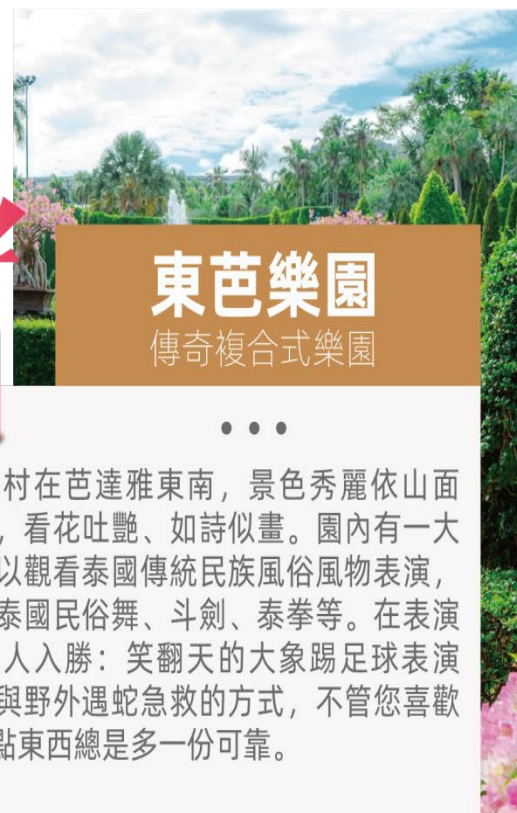 東芭樂園
傳奇複合式樂園
村在芭達雅東南，景色秀麗依山面
，看花吐艷、如詩似畫。園內有一大
以觀看泰國傳統民族風俗風物表演，
泰國民俗舞、斗劍、泰拳等。在表演
人入勝：笑翻天的大象踢足球表演
與野外遇蛇急救的方式，不管您喜歡
點東西總是多一份可靠。